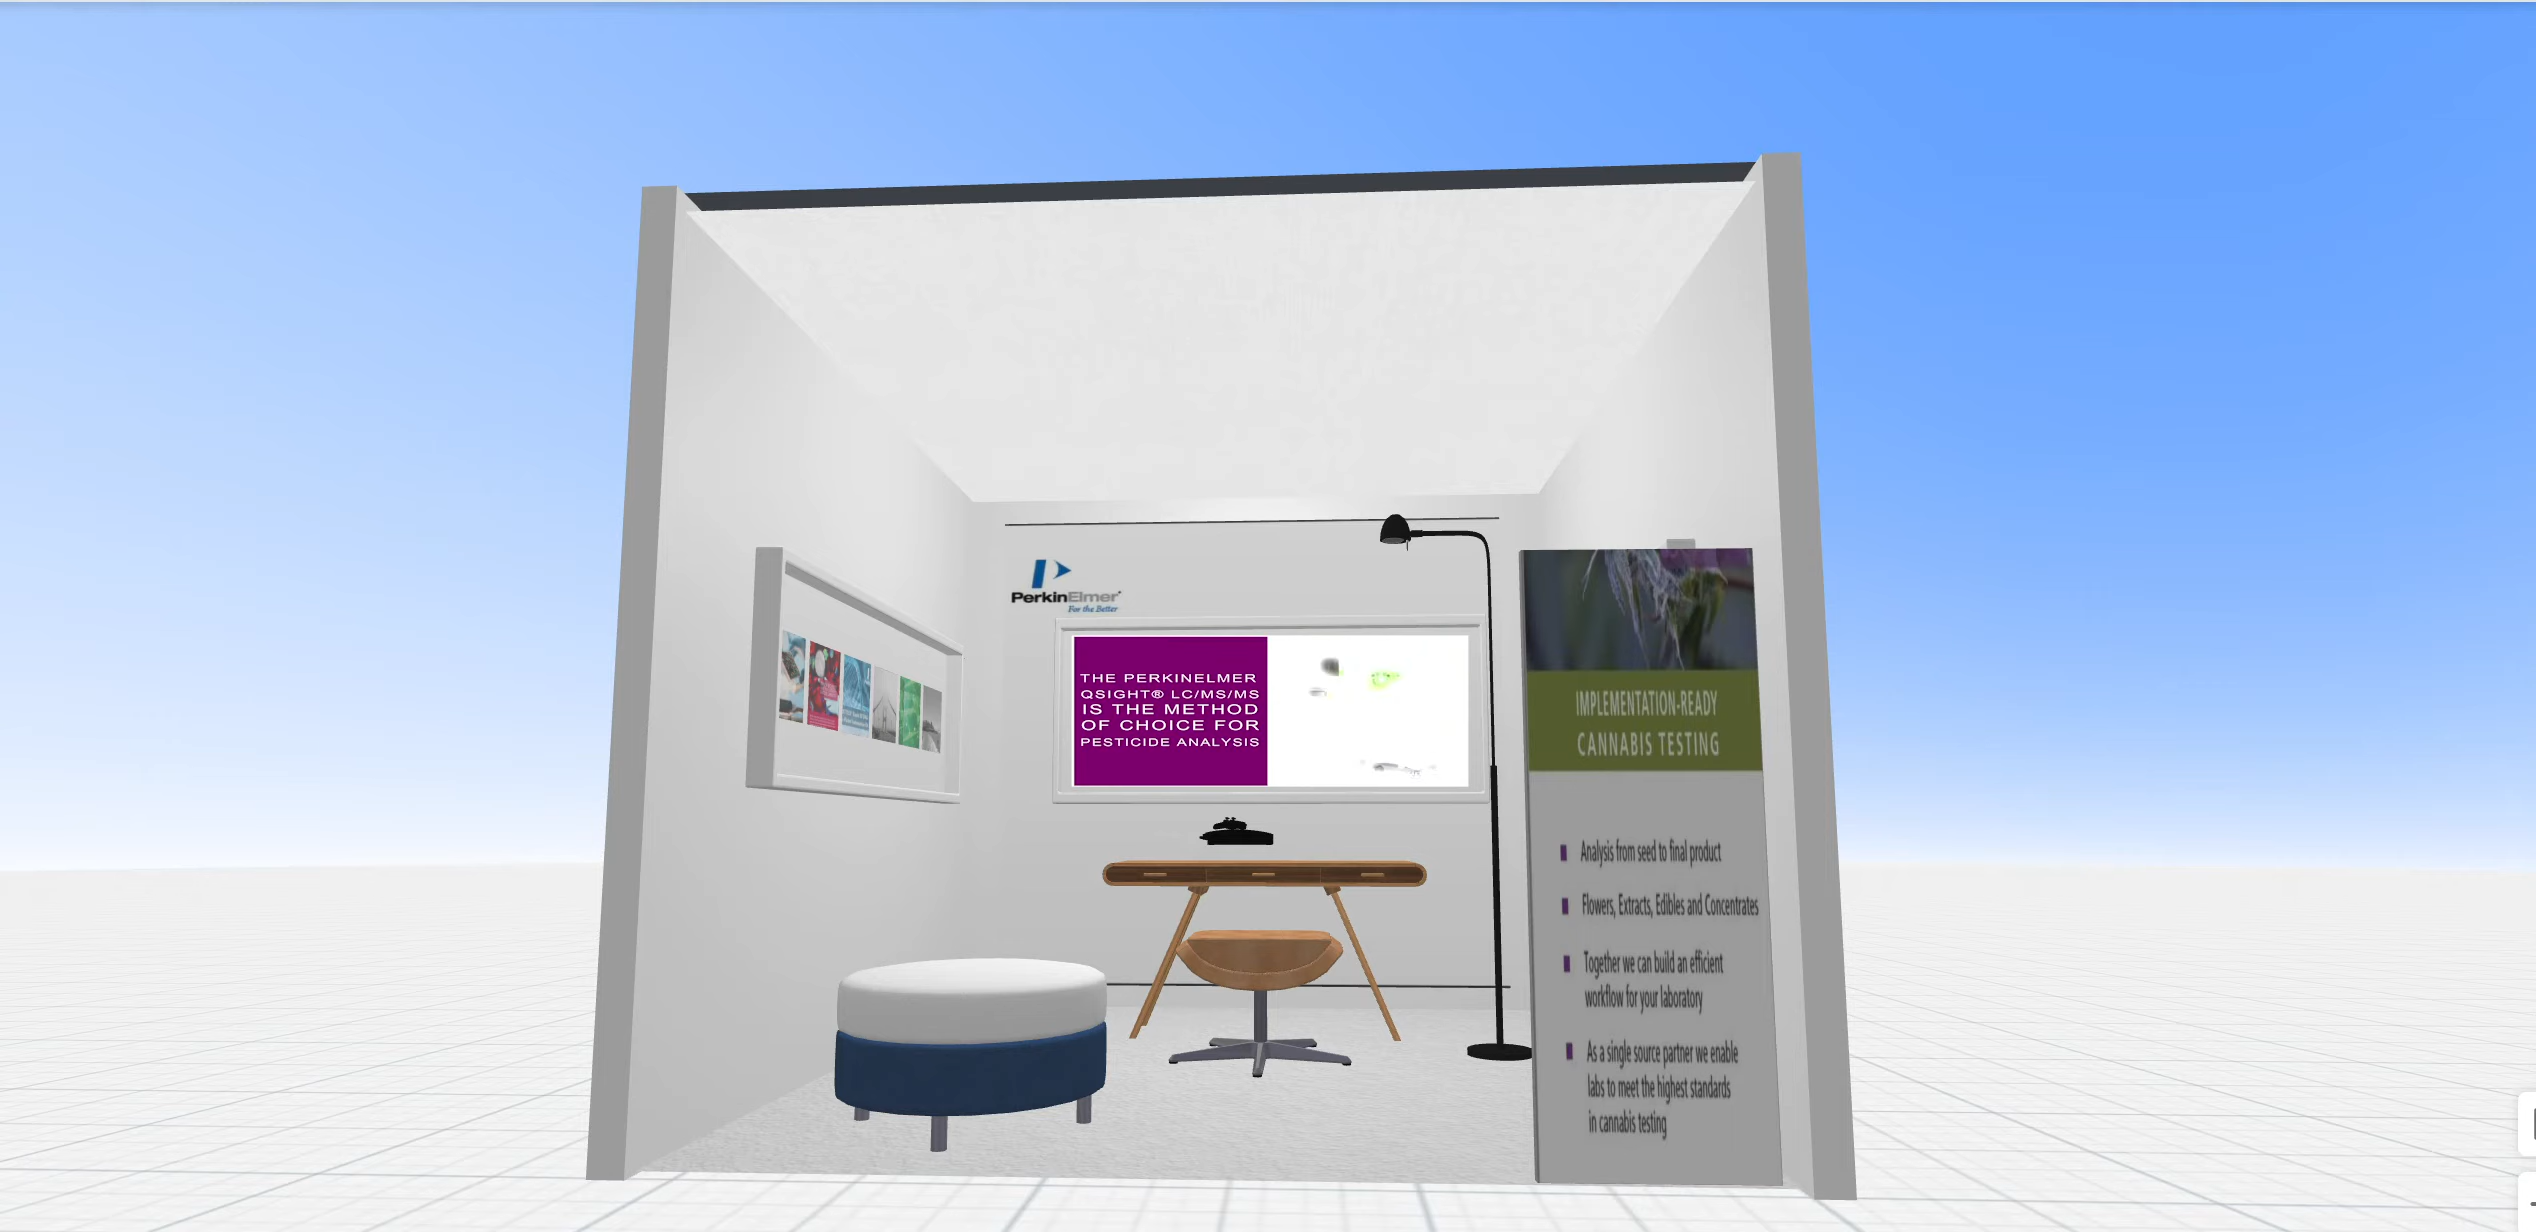 PerkinElmer
For the Better
THE PERKINELMER
QSIGHT® LC/MS/MS
IS THE METHOD
OF CHOICE FOR
PESTICIDE ANALYSIS
IMPLEMENTATION-READY
CANNABIS TESTING
Analysis from seed to final product
Flowers, Extracts, Edibles and Concentrates
Together we can build an efficient
workflow for your laboratory
As a single source partner we enable
labs to meet the highest standards
in cannabis testing